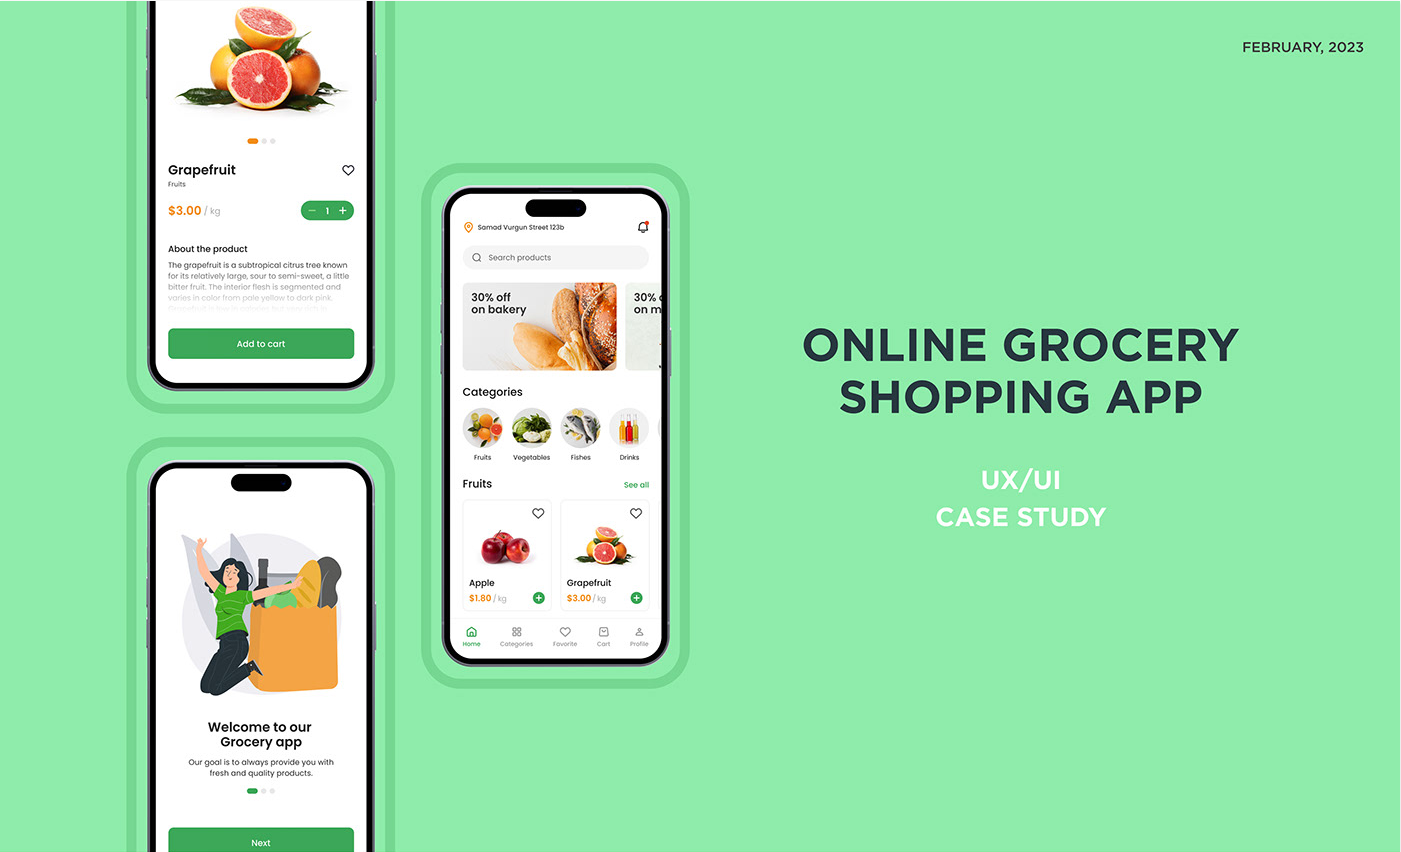 FEBRUARY, 2023
Grapefruit
Fruits
$3.00 / kg
1
About the product
The grapefruit is a subtropical citrus tree known
for its relatively large, sour to semi-sweet, a little
bitter fruit. The interior flesh is segmented and
varies in color from pale yellow to dark pink.
Add to cart
Welcome to our
Grocery app
Our goal is to always provide you with
fresh and quality products.
Next
Samad Vurgun Street 123b
Search products
30% off
on bakery
30%
on m
Categories
Fruits
Vegetables
Fishes
Drinks
Fruits
See all
Apple
$1.80 / kg
Grapefruit
$3.00 / kg
Home
Categories
Favorite
Cart
Profile
ONLINE GROCERY
SHOPPING APP
UX/UI
CASE STUDY